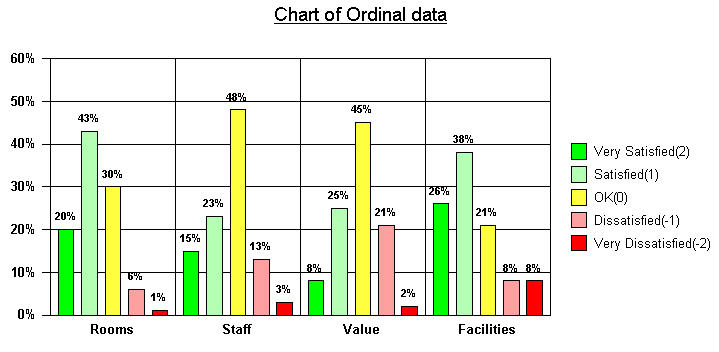 Chart of Ordinal data
60%
50%
40%
30%
20%
10%
0%
20%
43%
30%
6%
1%
15%
23%
48%
13%
3%
8%
25%
45%
21%
2%
26%
38%
21%
8%
8%
Rooms
Staff
Value
Facilities
Very Satisfied(2)
Satisfied(1)
OK(0)
Dissatisfied(-1)
Very Dissatisfied(-2)